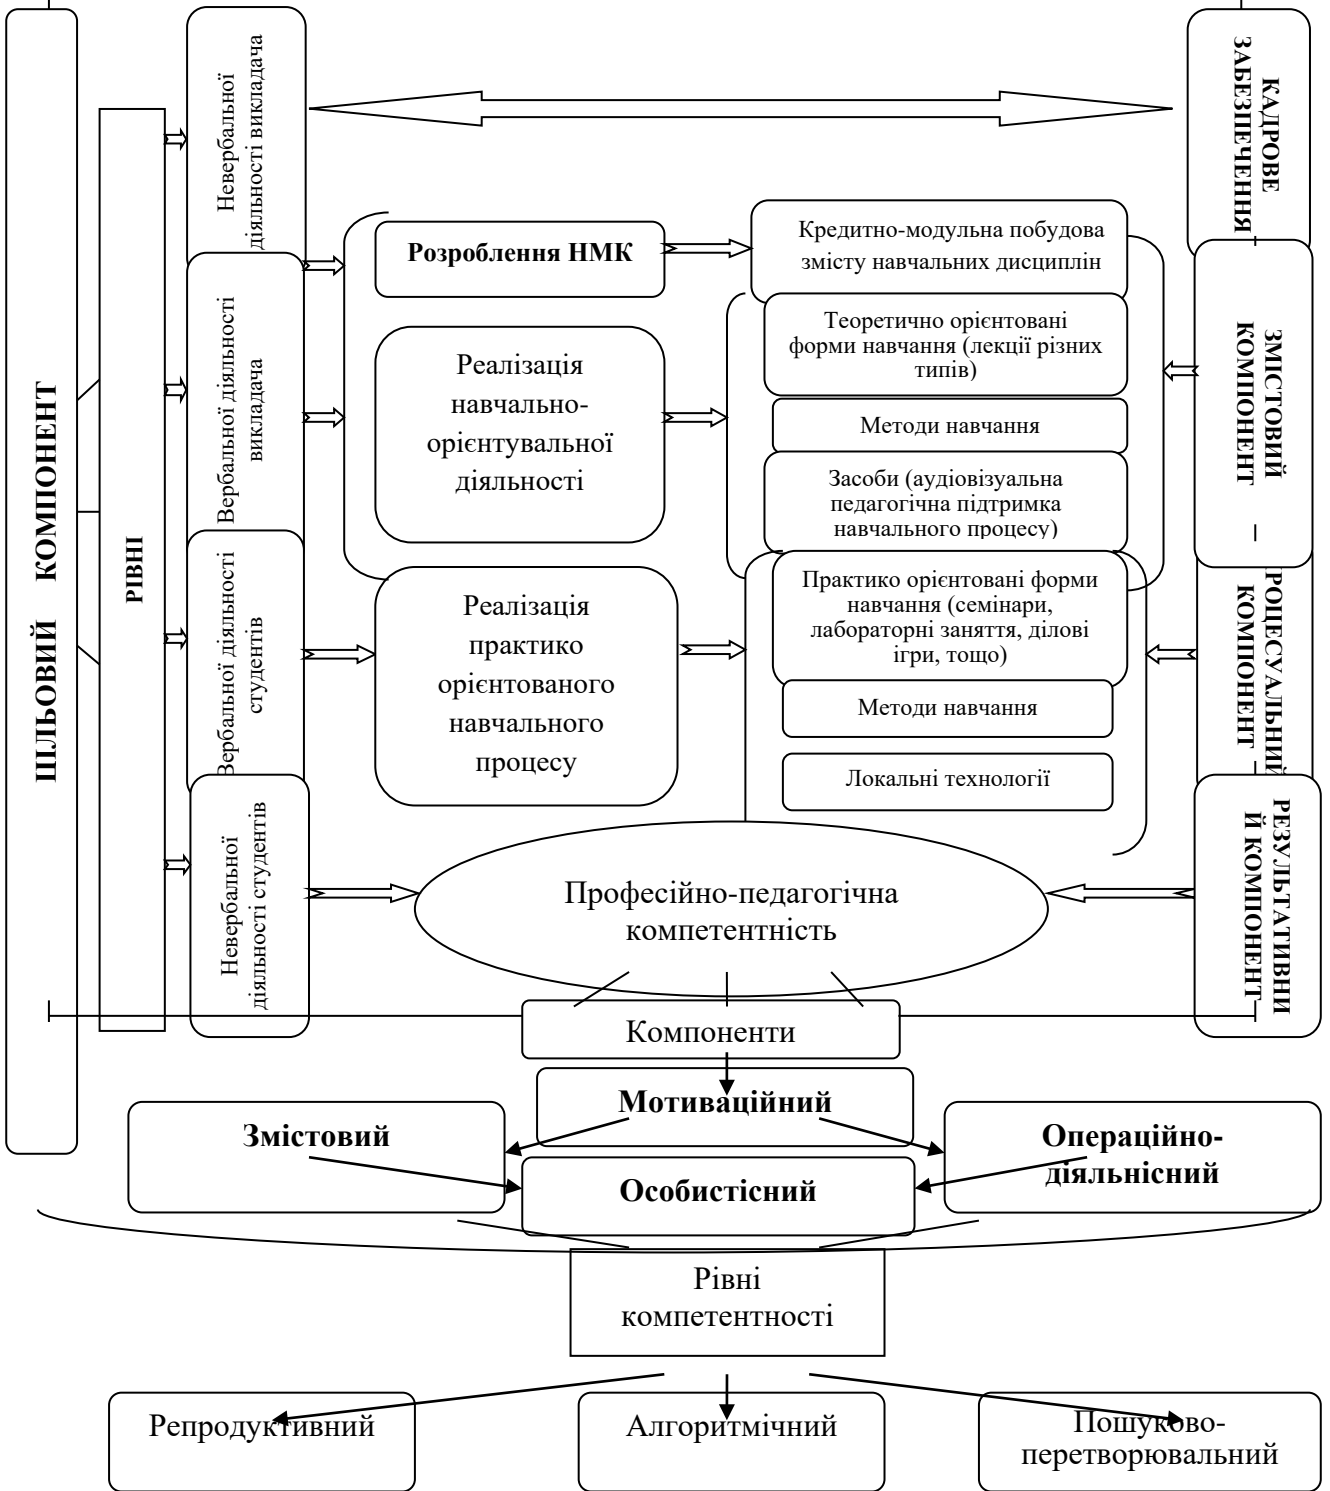 ЦІЛЬОВИЙ КОМПОНЕНТ
РІВНІ
Невербальної
діяльності викладача
Вербальної діяльності
викладача
Вербальної діяльності
студентів
Невербальної
діяльності студентів
Розроблення НМК
Реалізація
навчально-
орієнтувальної
діяльності
Реалізація
практико
орієнтованого
навчального
процесу
Кредитно-модульна побудова
змісту навчальних дисциплін
Теоретично орієнтовані
форми навчання (лекції різних
типів)
Методи навчання
Засоби (аудіовізуальна
педагогічна підтримка
навчального процесу)
Практико орієнтовані форми
навчання (семінари,
лабораторні заняття, ділові
ігри, тощо)
Методи навчання
Локальні технології
КАДРОВЕ
ЗАБЕЗПЕЧЕННЯ
ЗМІСТОВИЙ
КОМПОНЕНТ
РОЦЕСУАЛЬНИЙ
КОМПОНЕНТ
РЕЗУЛЬТАТИВНИ
Й КОМПОНЕНТ
Професійно-педагогічна
компетентність
Компоненти
Мотиваційний
Змістовий
Операційно-
діяльнісний
Особистісний
Рівні
компетентності
Репродуктивний
Алгоритмічний
Пошуково-
перетворювальний